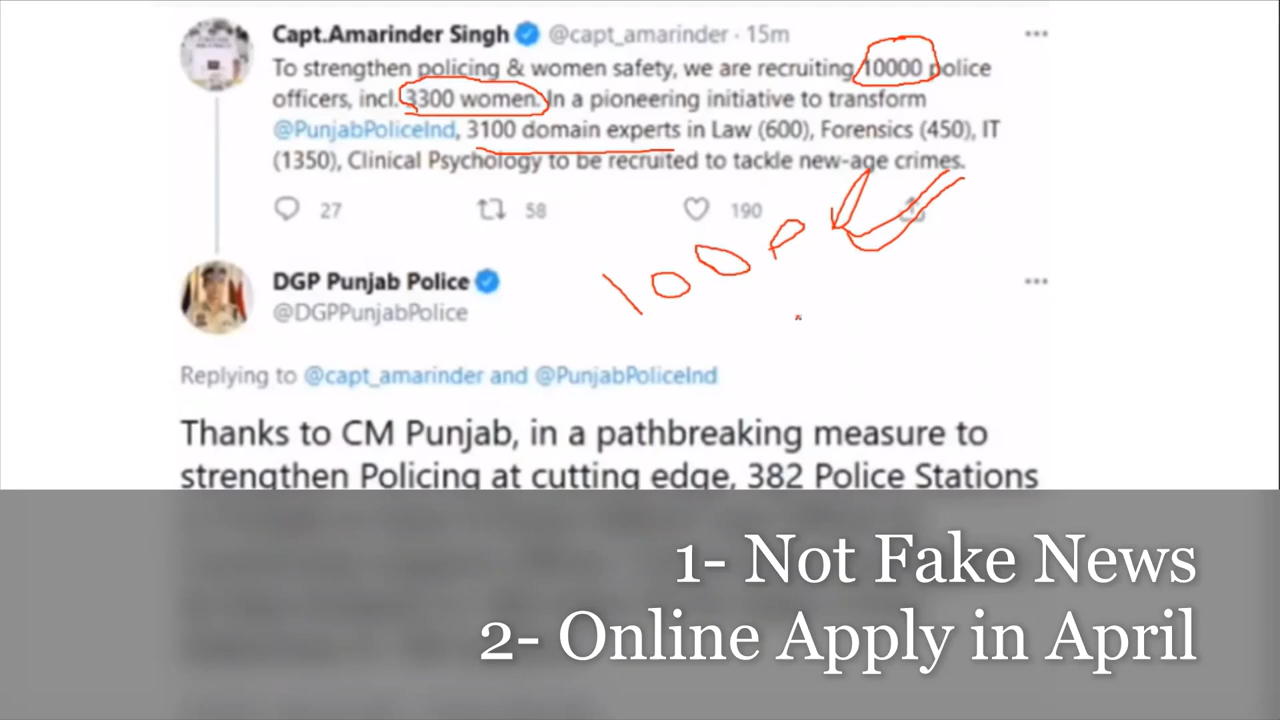 Capt.Amarinder Singh @capt_amarinder · 15m
To strengthen policing & women safety, we are recruiting 10000 police
officers, incl. 3300 women. In a pioneering initiative to transform
@PunjabPoliceInd, 3100 domain experts in Law (600), Forensics (450), IT
(1350), Clinical Psychology to be recruited to tackle new-age crimes.
27 58 190
100
DGP Punjab Police
@DGPPunjabPolice
Replying to @capt_amarinder and @PunjabPoliceInd
Thanks to CM Punjab, in a pathbreaking measure to
strengthen Policing at cutting edge, 382 Police Stations
1- Not Fake News
2- Online Apply in April